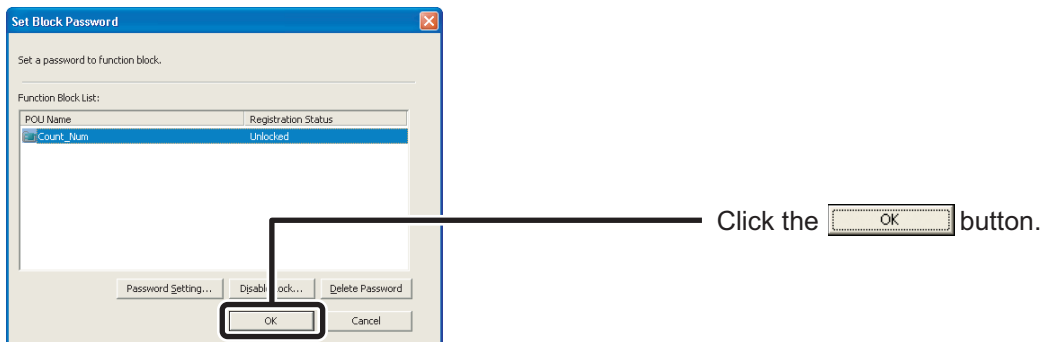 Set Block Password
Set a password to function block.
Function Block List:
POU Name Registration Status
Count_Num Unlocked
Click the OK button.
Password Setting... Delete Password
OK Cancel